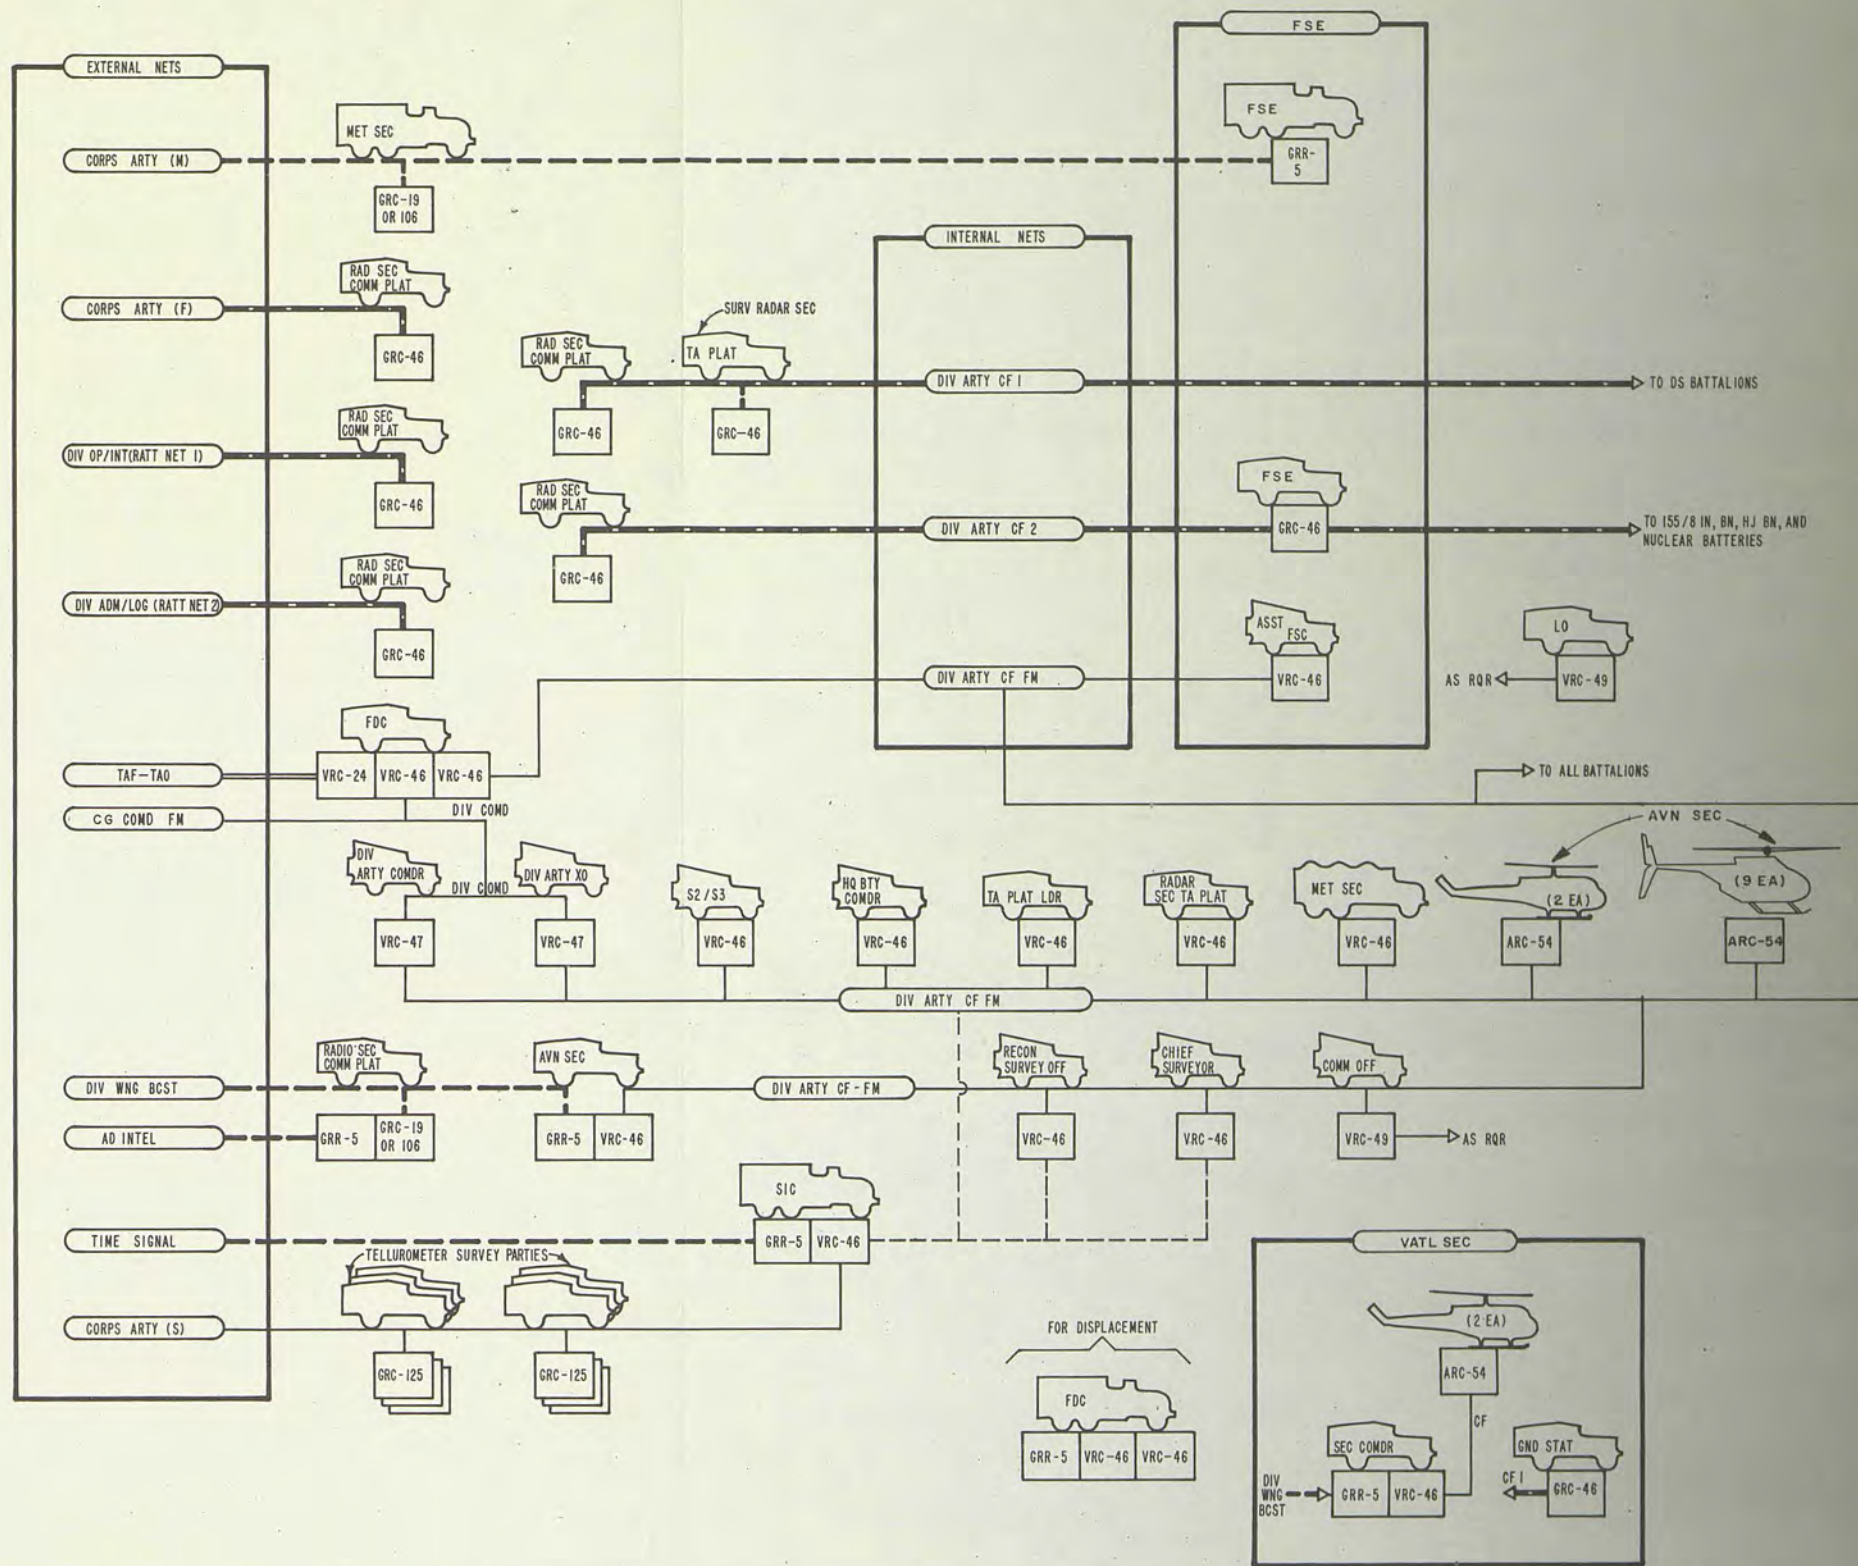 FSE
EXTERNAL NETS
MET SEC
FSE
CORPS ARTY (M)
GRR-
5
GRC-19
OR 106
INTERNAL NETS
RAD SEC
COMM PLAT
CORPS ARTY (F)
GRC-46
SURV RADAR SEC
RAD SEC
COMM PLAT
TA PLAT
DIV ARTY CF 1
TO DS BATTALIONS
GRC-46
GRC-46
RAD SEC
COMM PLAT
DIV OP/INT(RATT NET 1)
GRC-46
FSE
RAD SEC
COMM PLAT
DIV ARTY CF 2
GRC-46
TO 155/8 IN, BN, HJ BN, AND
NUCLEAR BATTERIES
GRC-46
RAD SEC
COMM PLAT
DIV ADM/LOG (RATT NET 2)
GRC-46
ASST
FSC
LO
DIV ARTY CF FM
VRC-46
AS RQR
VRC-49
FDC
TAF-TAO
VRC-24
VRC-46
VRC-46
TO ALL BATTALIONS
CG COMD FM
DIV COMD
AVN SEC
DIV
ARTY COMDR
DIV COMD
DIV ARTY XO
S2/S3
HQ BTY
COMDR
TA PLAT LDR
RADAR
SEC TA PLAT
MET SEC
(2 EA)
(9 EA)
VRC-47
VRC-47
VRC-46
VRC-46
VRC-46
VRC-46
VRC-46
ARC-54
ARC-54
DIV ARTY CF FM
RADIO SEC
COMM PLAT
AVN SEC
RECON
SURVEY OFF
CHIEF
SURVEYOR
COMM OFF
DIV WNG BCST
DIV ARTY CF-FM
AD INTEL
GRR-5
GRC-19
OR 106
GRR-5
VRC-46
VRC-46
VRC-46
VRC-49
AS RQR
SIC
TIME SIGNAL
GRR-5
VRC-46
TELLUROMETER SURVEY PARTIES
CORPS ARTY (S)
GRC-125
GRC-125
FOR DISPLACEMENT
FDC
GRR-5
VRC-46
VRC-46
VATL SEC
(2 EA)
ARC-54
CF
SEC COMDR
GND STAT
DIV
WNG
BCST
GRR-5
VRC-46
CF 1
GRC-46